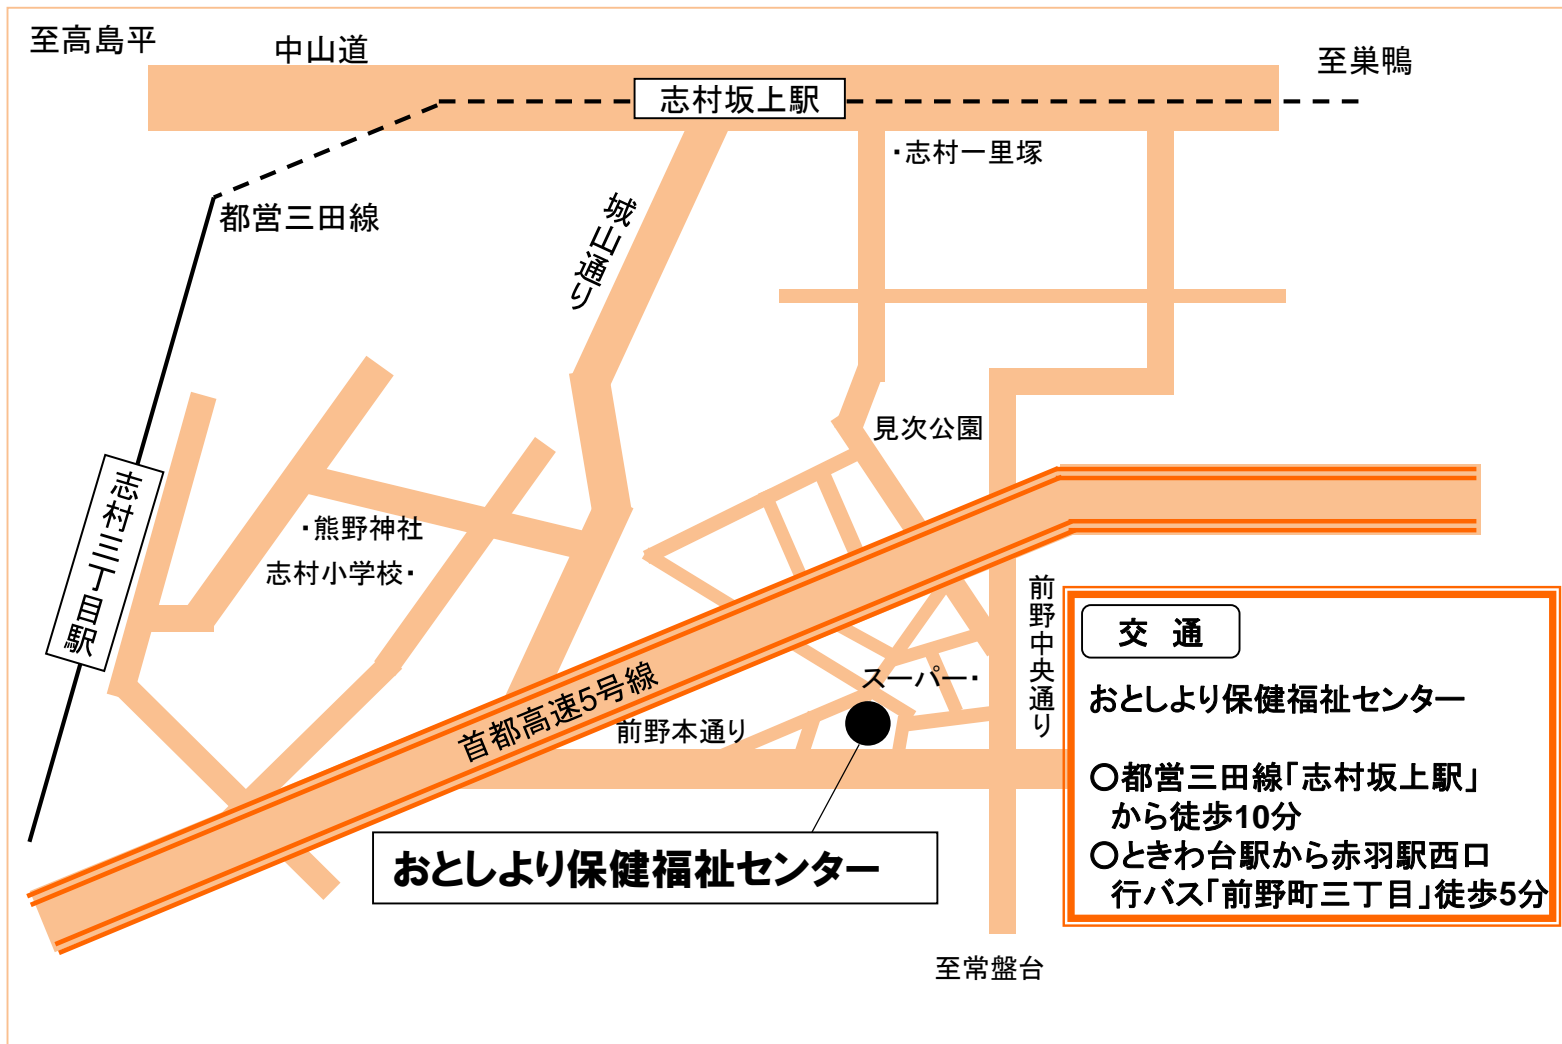 至高島平
中山道
至巣鴨
志村坂上駅
・志村一里塚
都営三田線
城山通り
見次公園
志村三丁目駅
・熊野神社
志村小学校・
前野中央通り
スーパー・
首都高速5号線
前野本通り
おとしより保健福祉センター
至常盤台
交 通
おとしより保健福祉センター
〇都営三田線「志村坂上駅」
から徒歩10分
〇ときわ台駅から赤羽駅西口
行バス「前野町三丁目」徒歩5分